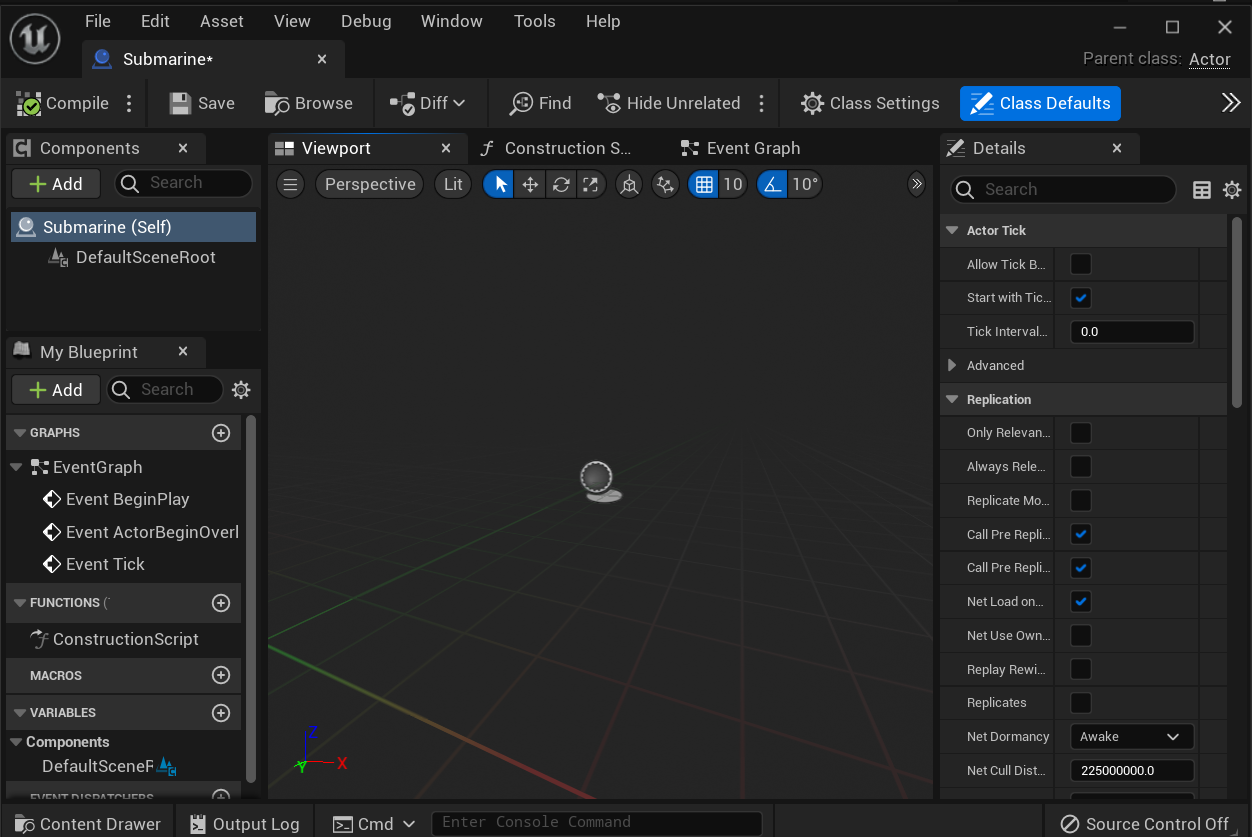 File Edit Asset View Debug Window Tools Help
Submarine*
Parent class: Actor
Compile Save Browse Diff Find Hide Unrelated Class Settings Class Defaults
Components
Viewport Construction S... Event Graph
Details
Add Search
Perspective Lit 10 10°
Search
Submarine (Self)
DefaultSceneRoot
My Blueprint
Add Search
GRAPHS
EventGraph
Event BeginPlay
Event ActorBeginOverl
Event Tick
FUNCTIONS (
ConstructionScript
MACROS
VARIABLES
Components
DefaultSceneF
EVENT DISPATCHERS
Z
Y X
Actor Tick
Allow Tick B...
Start with Tic...
Tick Interval... 0.0
Advanced
Replication
Only Relevan...
Always Rele...
Replicate Mo...
Call Pre Repli...
Call Pre Repli...
Net Load on...
Net Use Own...
Replay Rewi...
Replicates
Net Dormancy Awake
Net Cull Dist... 225000000.0
Content Drawer Output Log Cmd Enter Console Command Source Control Off